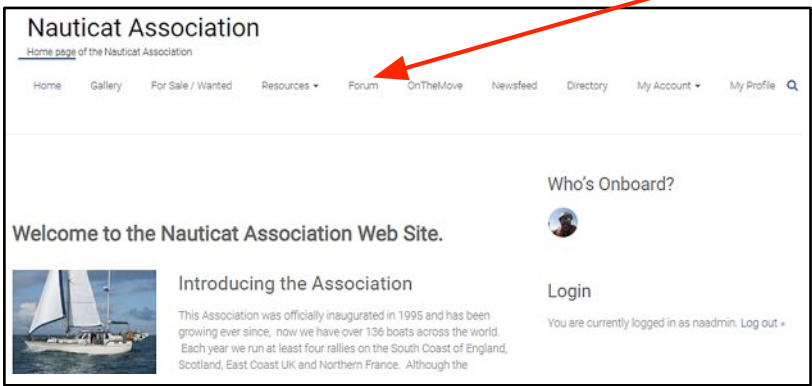 Nauticat Association
Home page of the Nauticat Association
Home Gallery For Sale / Wanted Resources Forum OnTheMove Newsfeed Directory My Account My Profile
Who's Onboard?
Welcome to the Nauticat Association Web Site.
Introducing the Association
This Association was officially inaugurated in 1995 and has been
growing ever since, now we have over 136 boats across the world.
Each year we run at least four rallies on the South Coast of England,
Scotland, East Coast UK and Northern France. Although the
Login
You are currently logged in as naadmin. Log out »